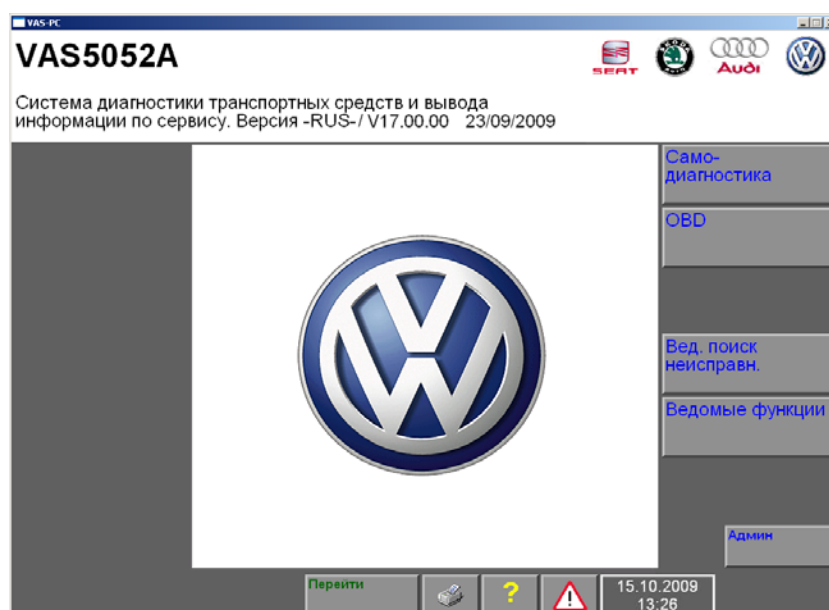 VAS-PC
VAS5052A
SEAT
ŠKODA
Audi
Система диагностики транспортных средств и вывода
информации по сервису. Версия -RUS-/ V17.00.00 23/09/2009
Само-
диагностика
OBD
Вед. поиск
неисправн.
Ведомые функции
Админ
Перейти
?
15.10.2009
13:26